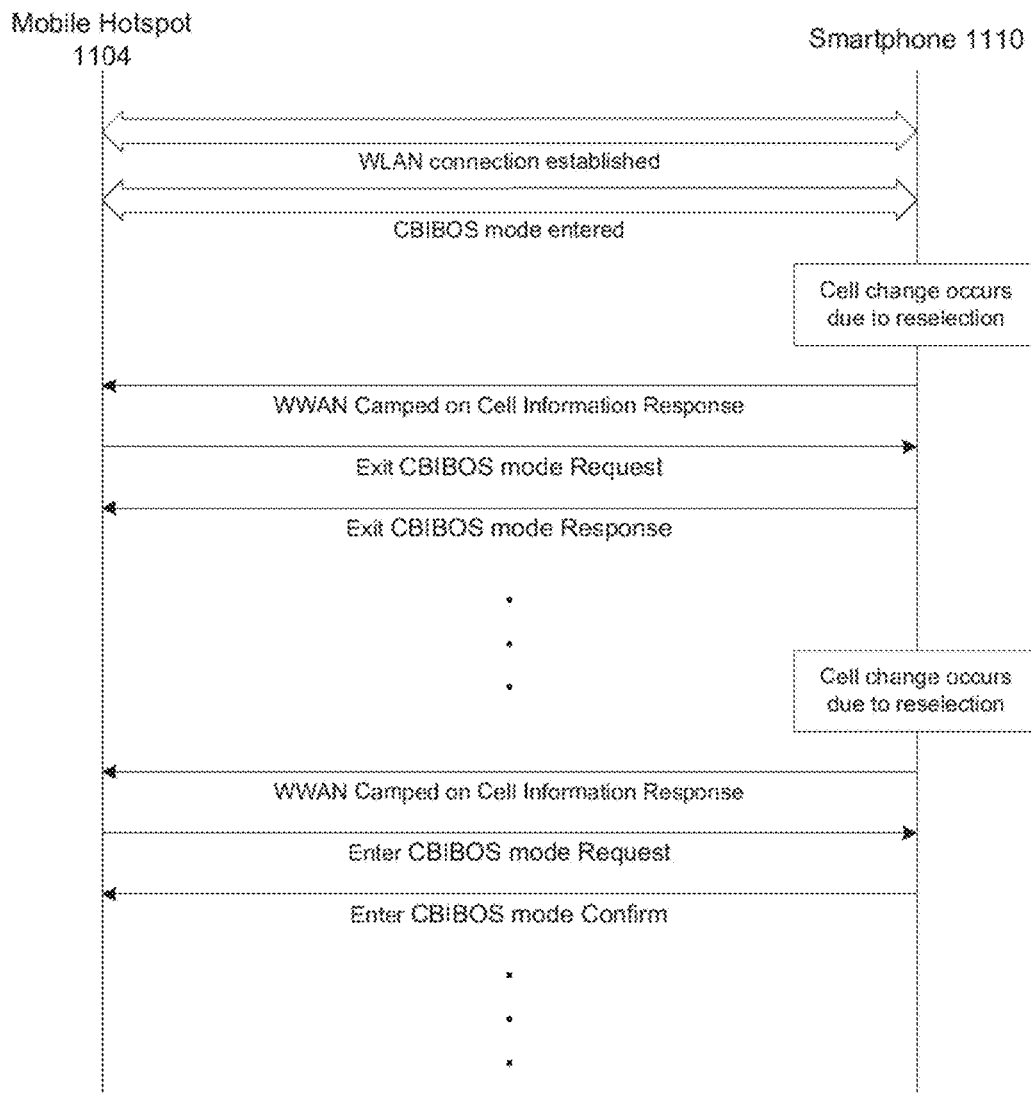 Mobile Hotspot
1104
Smartphone 1110
WLAN connection established
CBIBOS mode entered
Cell change occurs
due to reselection
WWAN Camped on Cell Information Response
Exit CBIBOS mode Request
Exit CBIBOS mode Response
Cell change occurs
due to reselection
WWAN Camped on Cell Information Response
Enter CBIBOS mode Request
Enter CBIBOS mode Confirm